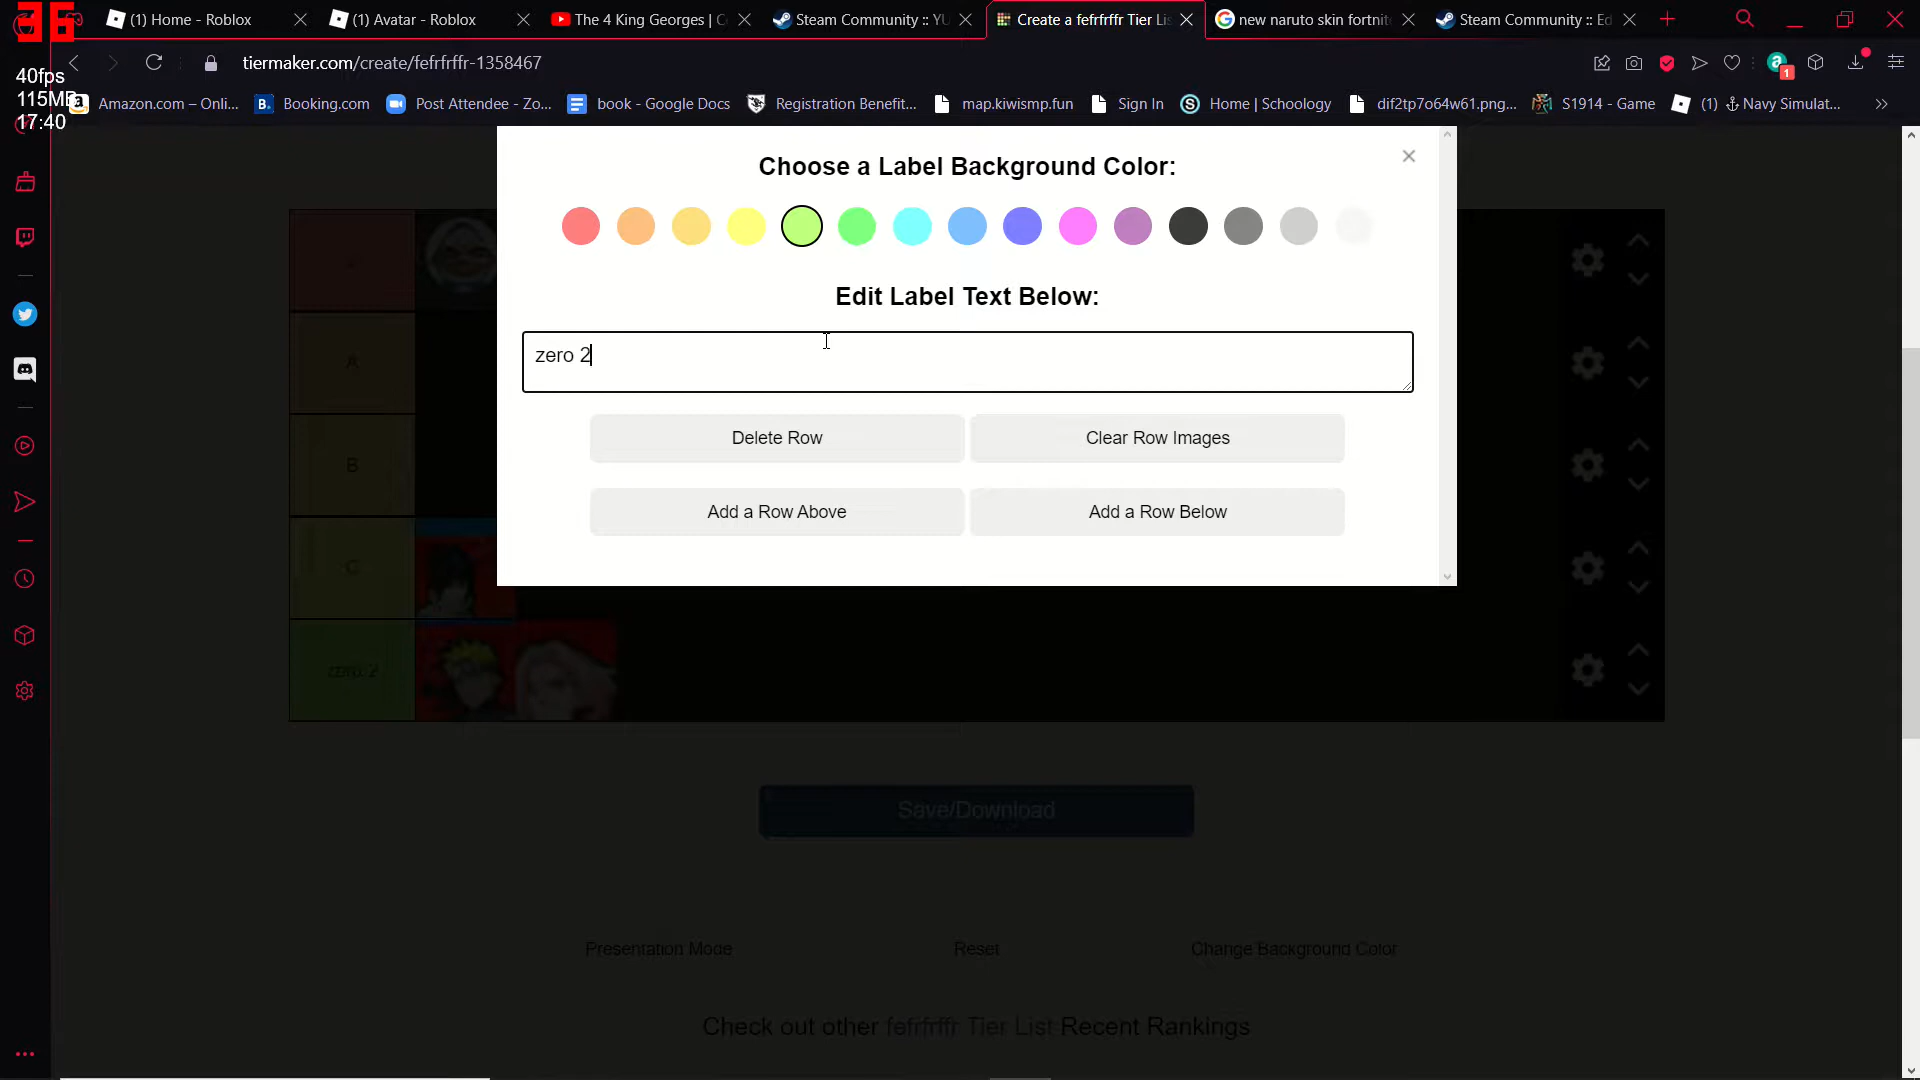 (1) Home - Roblox
(1) Avatar - Roblox
The 4 King Georges | C
Steam Community :: YU
Create a fefrfrffr Tier Lis
new naruto skin fortnit
Steam Community :: Ed
36
40fps
115MB
17:40
tiermaker.com/create/fefrfrffr-1358467
1
Amazon.com – Onli...
Booking.com
Post Attendee - Zo...
book - Google Docs
Registration Benefit...
map.kiwismp.fun
Sign In
Home | Schoology
dif2tp7o64w61.png...
S1914 - Game
(1) ⚓ Navy Simulat...
Choose a Label Background Color:
Edit Label Text Below:
zero 2
Delete Row
Clear Row Images
Add a Row Above
Add a Row Below
A
B
C
ZERO 2
Save/Download
Presentation Mode
Reset
Change Background Color
Check out other fefrfrffr Tier List Recent Rankings